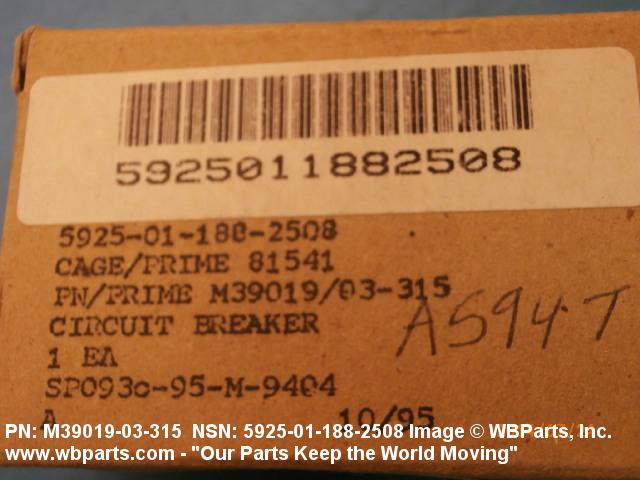 5925011882508
5925-01-188-2508
CAGE/PRIME 81541
PN/PRIME M39019/03-315
CIRCUIT BREAKER
1 EA
SPO930-95-M-9404
A 10/95
A594T
PN: M39019-03-315 NSN: 5925-01-188-2508 Image © WBParts, Inc.
www.wbparts.com - "Our Parts Keep the World Moving"